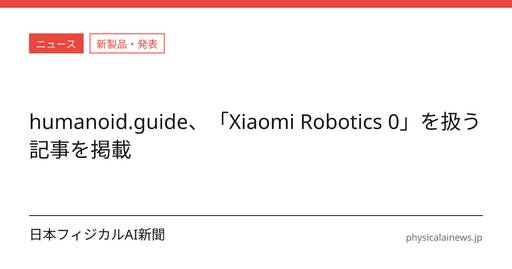 ニュース
新製品・発表
humanoid.guide、「Xiaomi Robotics 0」を扱う
記事を掲載
日本フィジカルAI新聞
physicalainews.jp